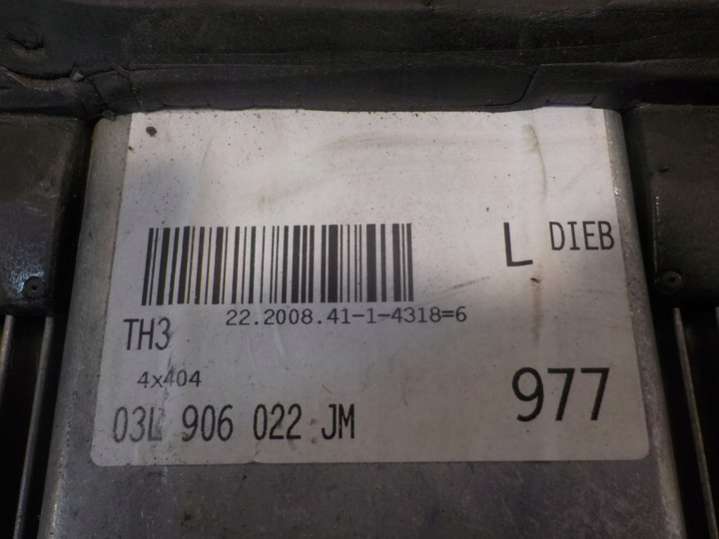 L DIEB
22.2008.41-1-4318=6
TH3
4x404
977
03L 906 022 JM